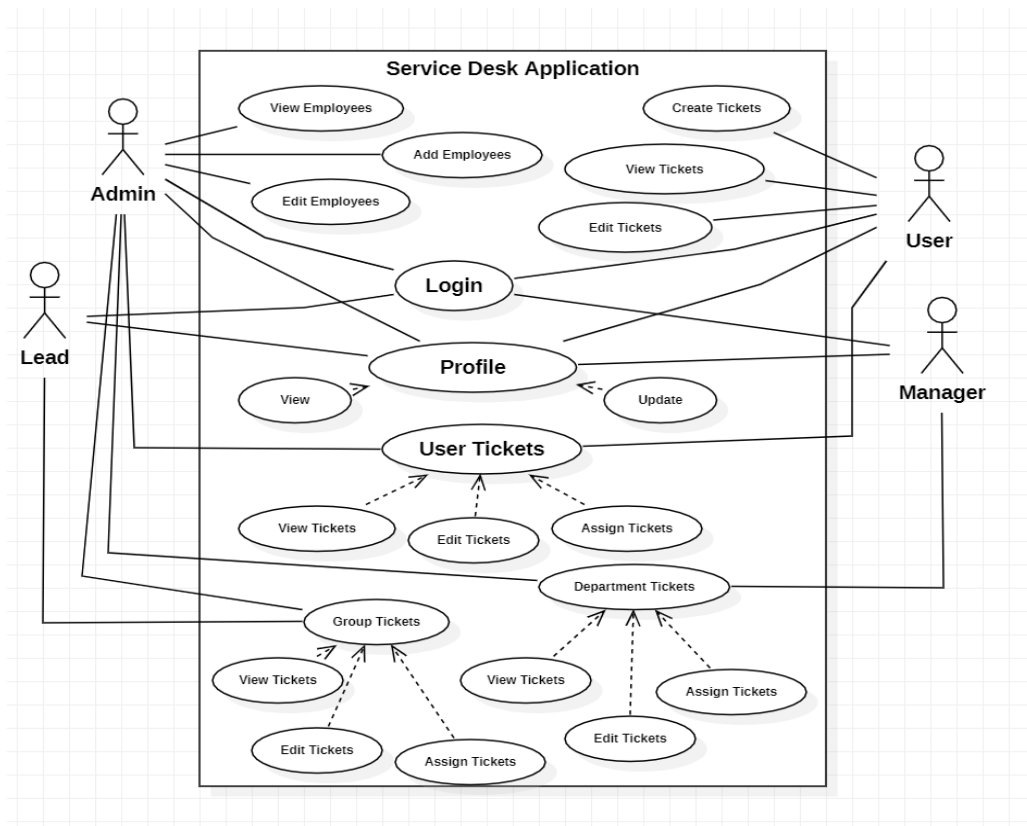 Service Desk Application
View Employees
Create Tickets
Add Employees
View Tickets
Admin
Edit Employees
Edit Tickets
User
Login
Lead
Profile
Manager
View
Update
User Tickets
View Tickets
Edit Tickets
Assign Tickets
Department Tickets
Group Tickets
View Tickets
View Tickets
Assign Tickets
Edit Tickets
Edit Tickets
Assign Tickets